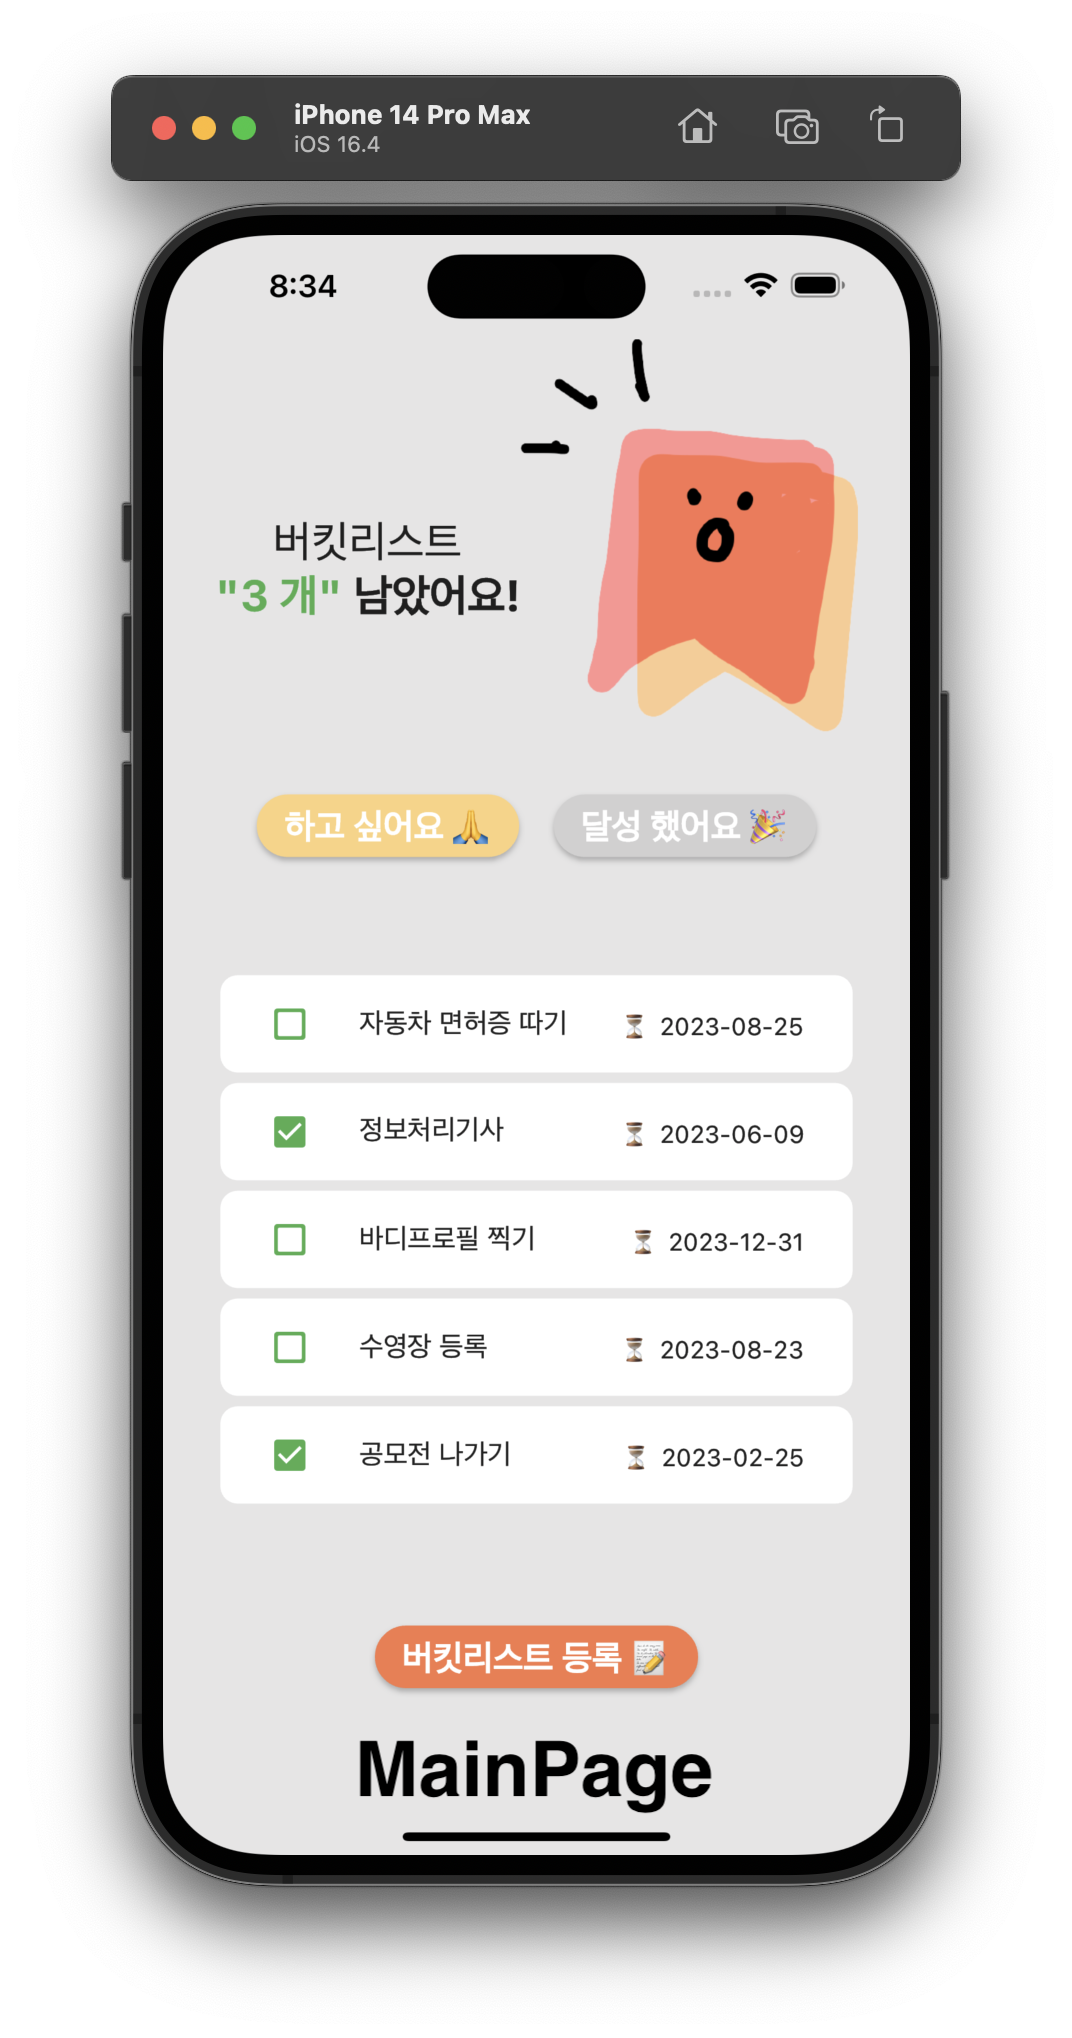 iPhone 14 Pro Max
iOS 16.4
8:34
버킷리스트
"3 개" 남았어요!
하고 싶어요 🙏 달성 했어요 🎉
자동차 면허증 따기 ⏳ 2023-08-25
정보처리기사 ⏳ 2023-06-09
바디프로필 찍기 ⏳ 2023-12-31
수영장 등록 ⏳ 2023-08-23
공모전 나가기 ⏳ 2023-02-25
버킷리스트 등록 📝
MainPage